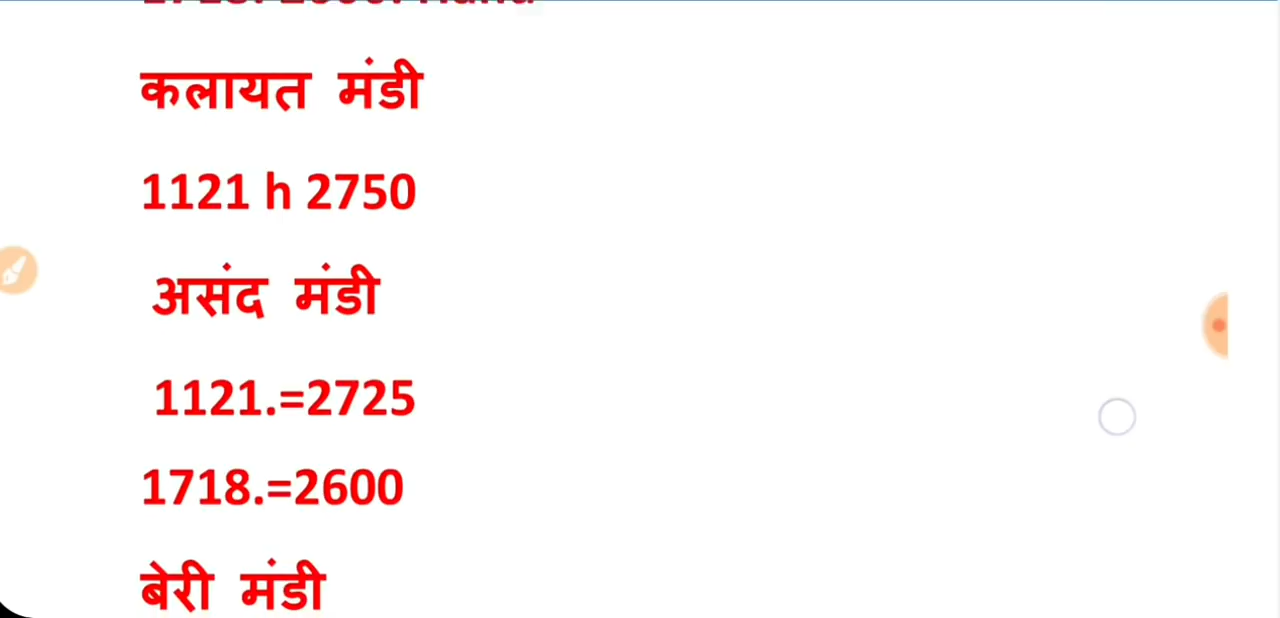 कलायत मंडी
1121 h 2750
असंद मंडी
1121.=2725
1718.=2600
बेरी मंडी